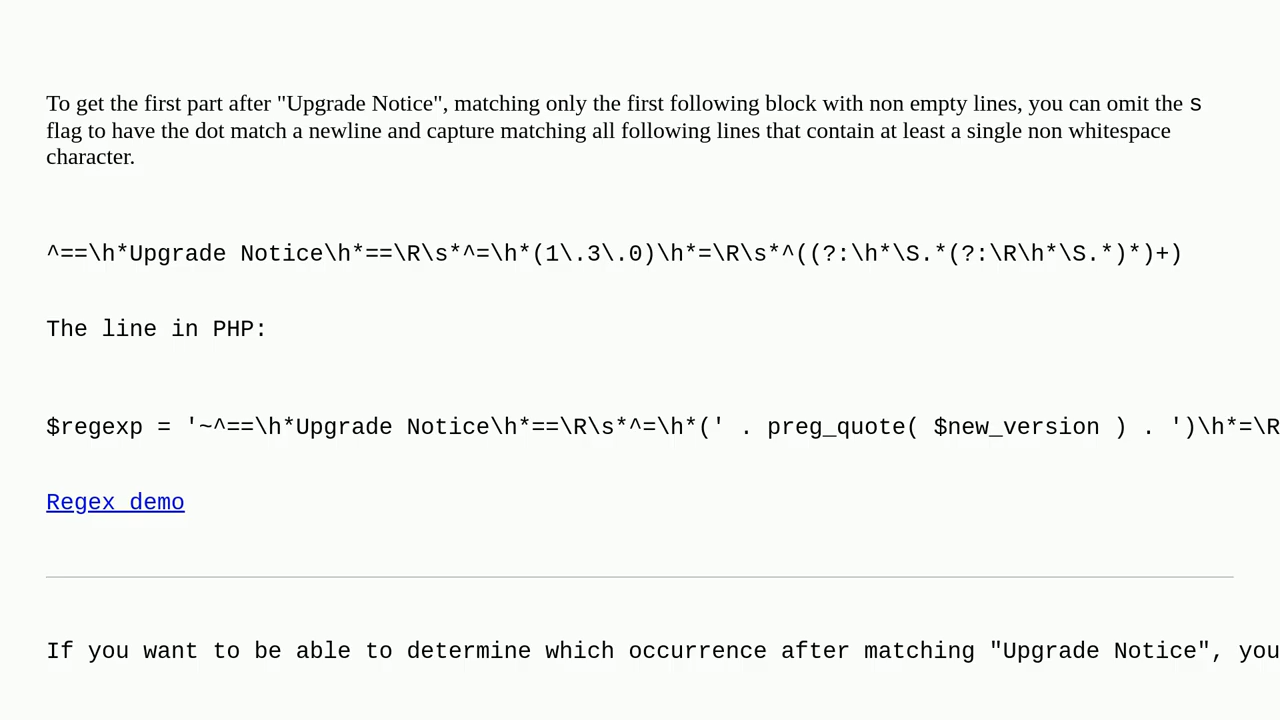 To get the first part after "Upgrade Notice", matching only the first following block with non empty lines, you can omit the s
flag to have the dot match a newline and capture matching all following lines that contain at least a single non whitespace
character.
^==\h*Upgrade Notice\h*==\R\s*^=\h*(1\.3\.0)\h*=\R\s*^((?:\h*\S.*(?:\R\h*\S.*)*)+)
The line in PHP:
$regexp = '~^==\h*Upgrade Notice\h*==\R\s*^=\h*(' . preg_quote( $new_version ) . ')\h*=\R
Regex demo
If you want to be able to determine which occurrence after matching "Upgrade Notice", you